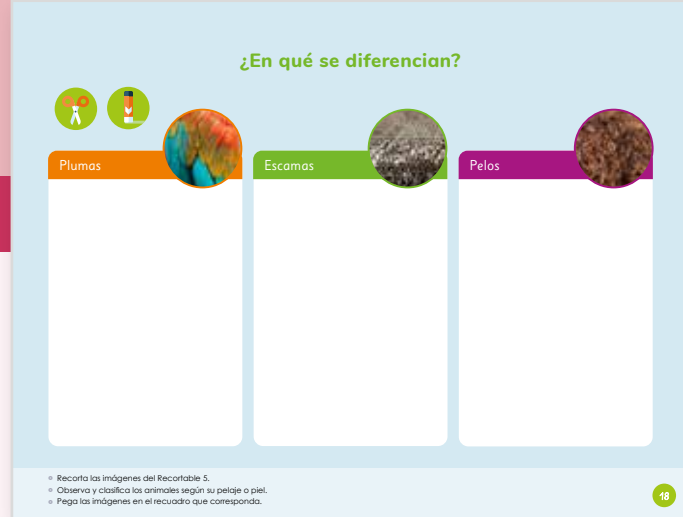 ¿En qué se diferencian?
Plumas
Escamas
Pelos
Recorta las imágenes del Recortable 5.
Observa y clasifica los animales según su pelaje o piel.
Pega las imágenes en el recuadro que corresponda.
18